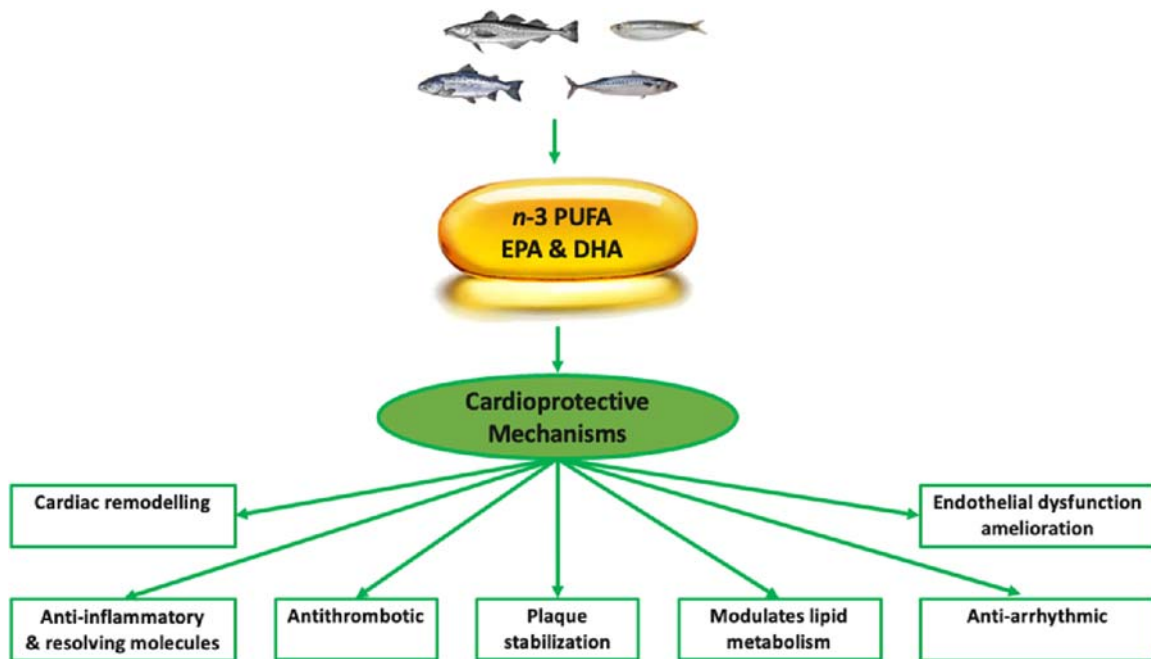 n-3 PUFA
EPA & DHA
Cardioprotective
Mechanisms
Cardiac remodelling
Endothelial dysfunction
amelioration
Anti-inflammatory
& resolving molecules
Antithrombotic
Plaque
stabilization
Modulates lipid
metabolism
Anti-arrhythmic